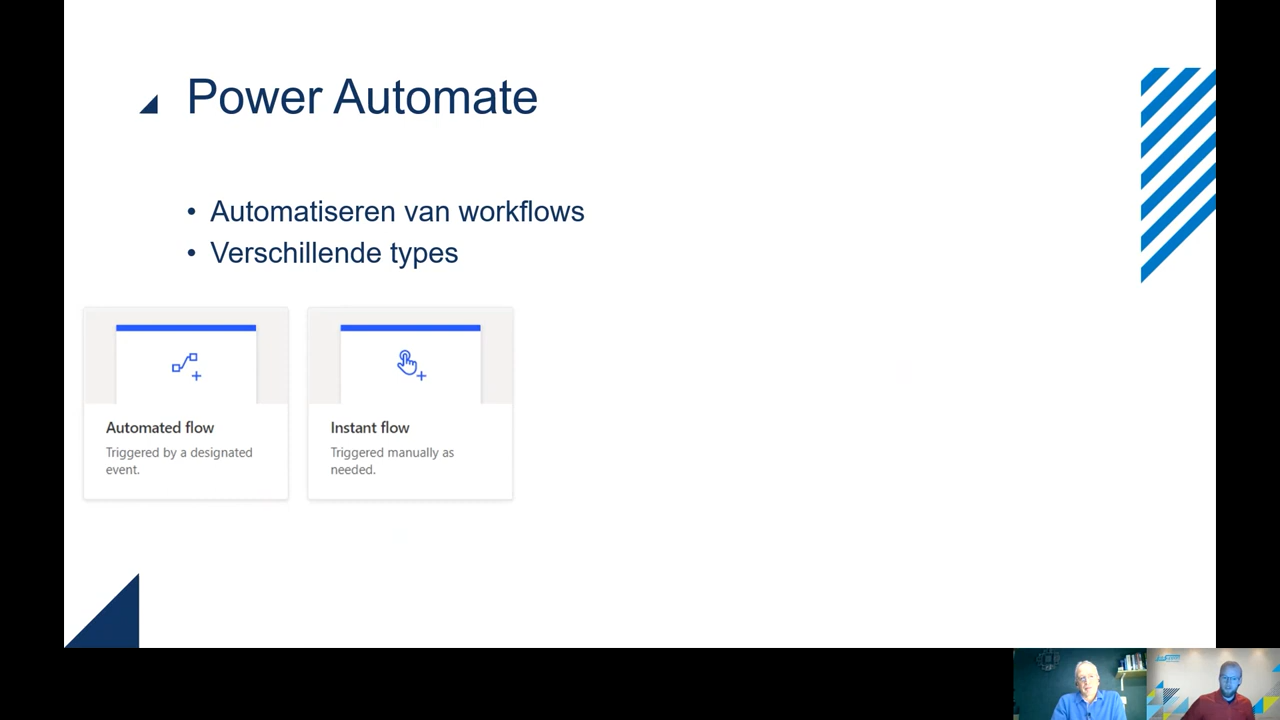 Power Automate
• Automatiseren van workflows
• Verschillende types
Automated flow
Triggered by a designated
event.
Instant flow
Triggered manually as
needed.